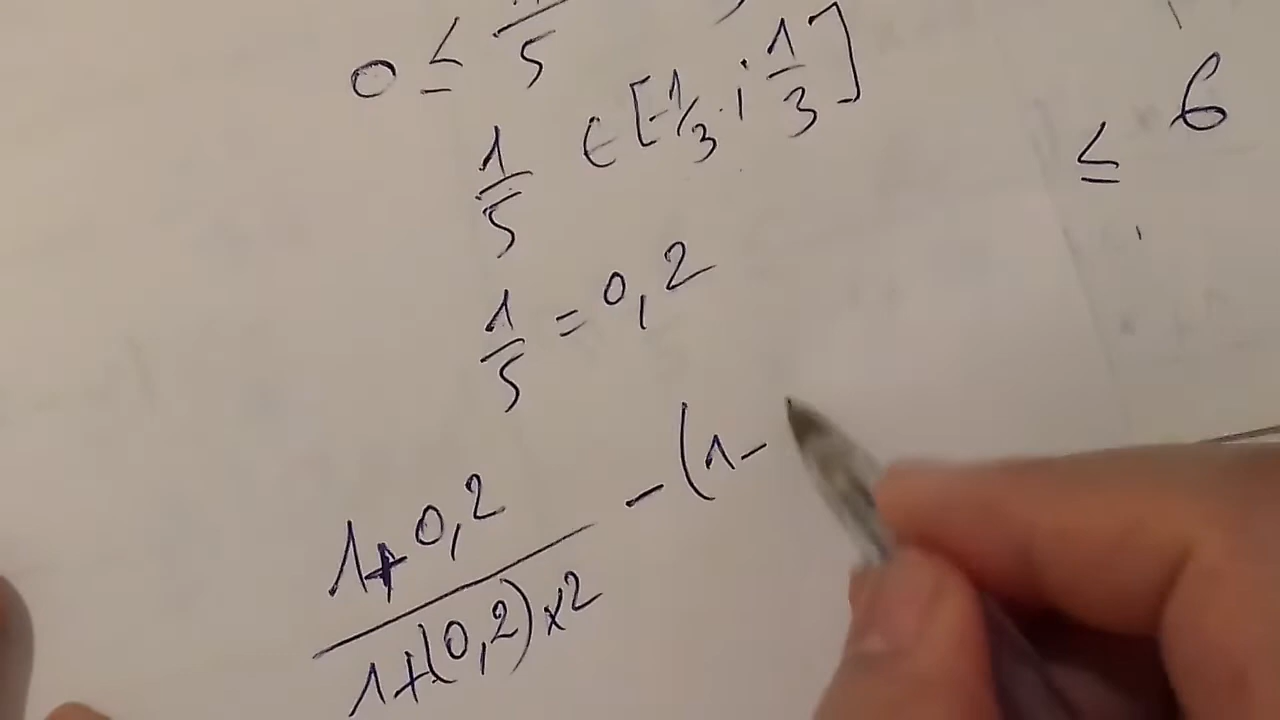 0 ≤ 1/5
1/5 ∈ [-1/3 ; 1/3]
≤ 6
1/5 = 0,2
(1+0,2)/(1+(0,2)×2) - (1-